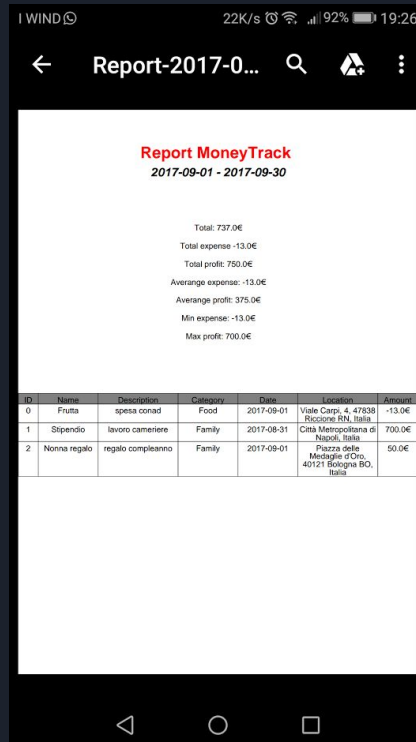 I WIND 22K/s 92% 19:26
Report-2017-0...
Report MoneyTrack
2017-09-01 - 2017-09-30
Total: 737.0€
Total expense -13.0€
Total profit: 750.0€
Averange expense: -13.0€
Averange profit: 375.0€
Min expense: -13.0€
Max profit: 700.0€
ID Name Description Category Date Location Amount
0 Frutta spesa conad Food 2017-09-01 Viale Carpi, 4, 47838 -13.0€
Riccione RN, Italia
1 Stipendio lavoro cameriere Family 2017-08-31 Città Metropolitana di 700.0€
Napoli, Italia
2 Nonna regalo regalo compleanno Family 2017-09-01 Piazza delle 50.0€
Medaglie d'Oro,
40121 Bologna BO,
Italia